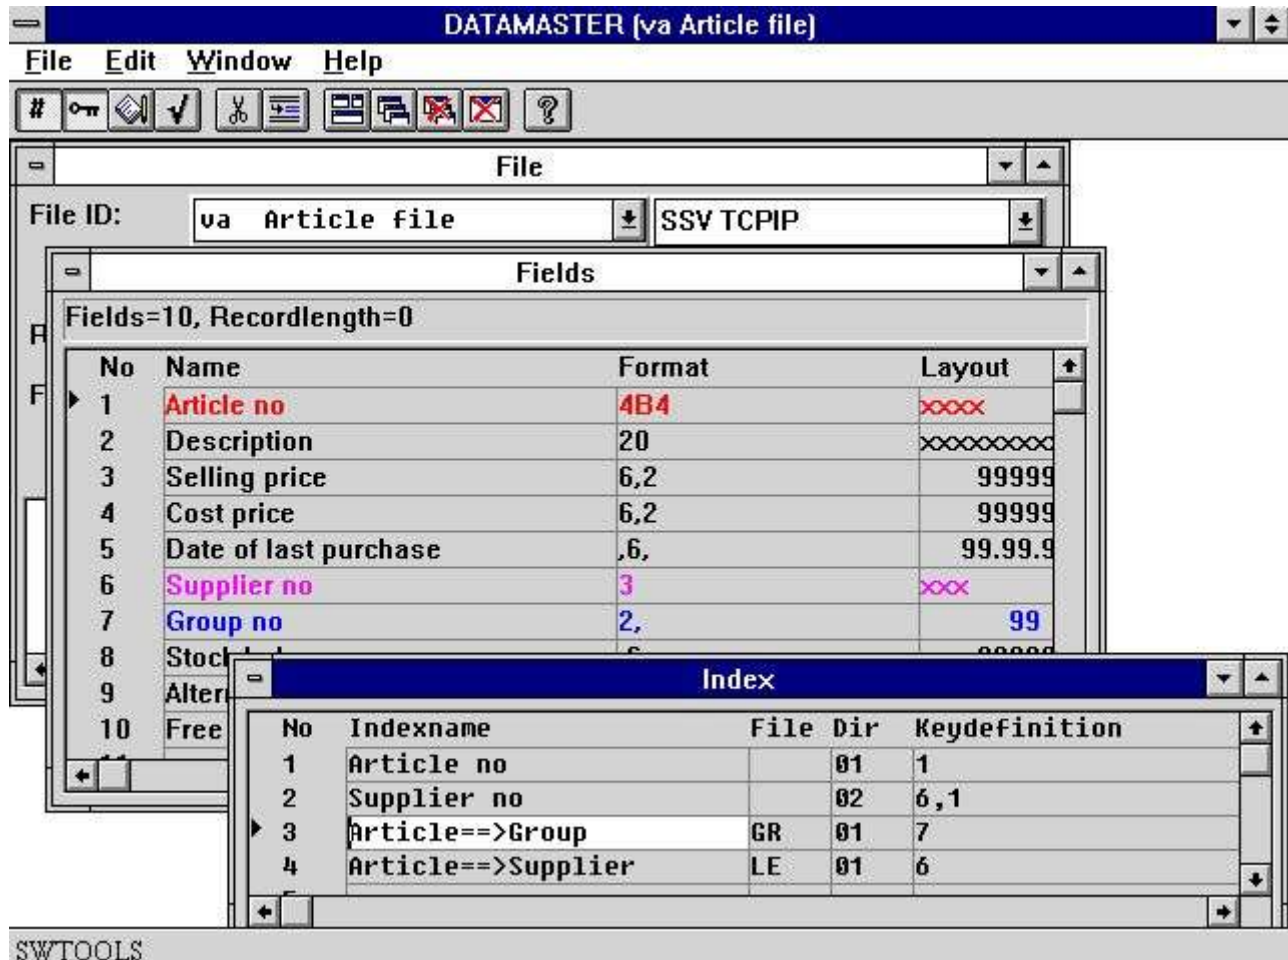 DATAMASTER (va Article file)
File Edit Window Help
#
File
File ID: va Article file SSV TCPIP
Fields
Fields=10, Recordlength=0
No Name Format Layout
1 Article no 4B4 xxxx
2 Description 20 xxxxxxxxx
3 Selling price 6,2 99999
4 Cost price 6,2 99999
5 Date of last purchase ,6, 99.99.9
6 Supplier no 3 xxx
7 Group no 2, 99
8
9
10 Free
Index
No Indexname File Dir Keydefinition
1 Article no 01 1
2 Supplier no 02 6,1
3 Article==>Group GR 01 7
4 Article==>Supplier LE 01 6
SWTOOLS